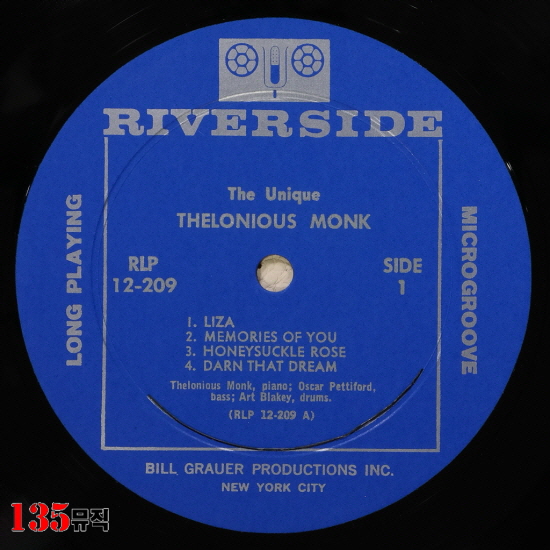 RIVERSIDE
The Unique
THELONIOUS MONK
LONG PLAYING
MICROGROOVE
RLP
12-209
SIDE
1
1. LIZA
2. MEMORIES OF YOU
3. HONEYSUCKLE ROSE
4. DARN THAT DREAM
Thelonious Monk, piano; Oscar Pettiford,
bass; Art Blakey, drums.
(RLP 12-209 A)
BILL GRAUER PRODUCTIONS INC.
NEW YORK CITY
135뮤직